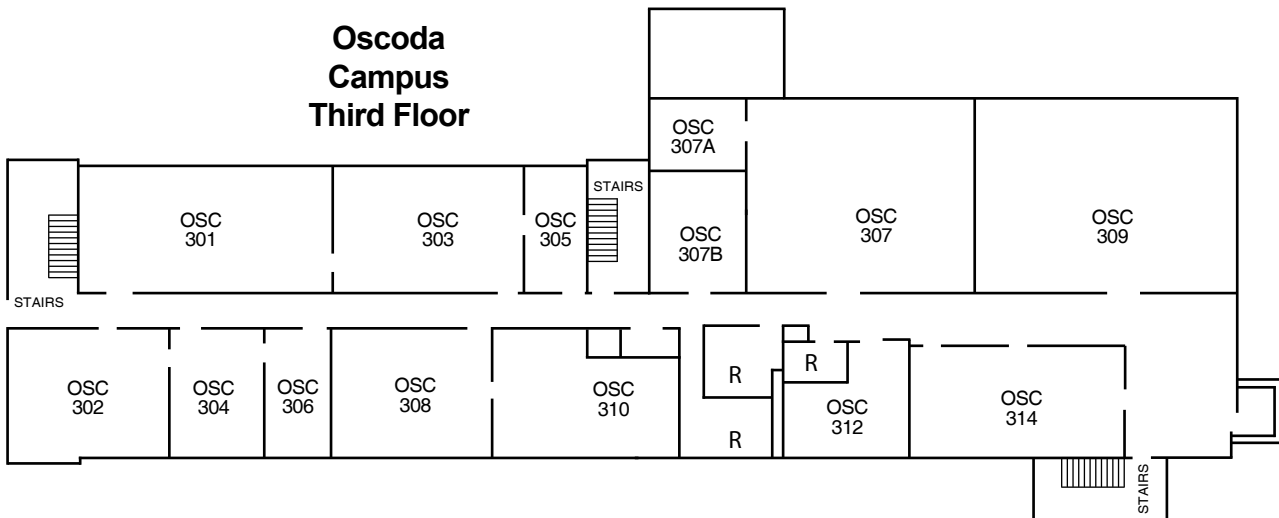 Oscoda
Campus
Third Floor
OSC
307A
STAIRS
OSC
301
OSC
303
OSC
305
OSC
307B
OSC
307
OSC
309
STAIRS
OSC
302
OSC
304
OSC
306
OSC
308
OSC
310
R
R
R
OSC
312
OSC
314
STAIRS